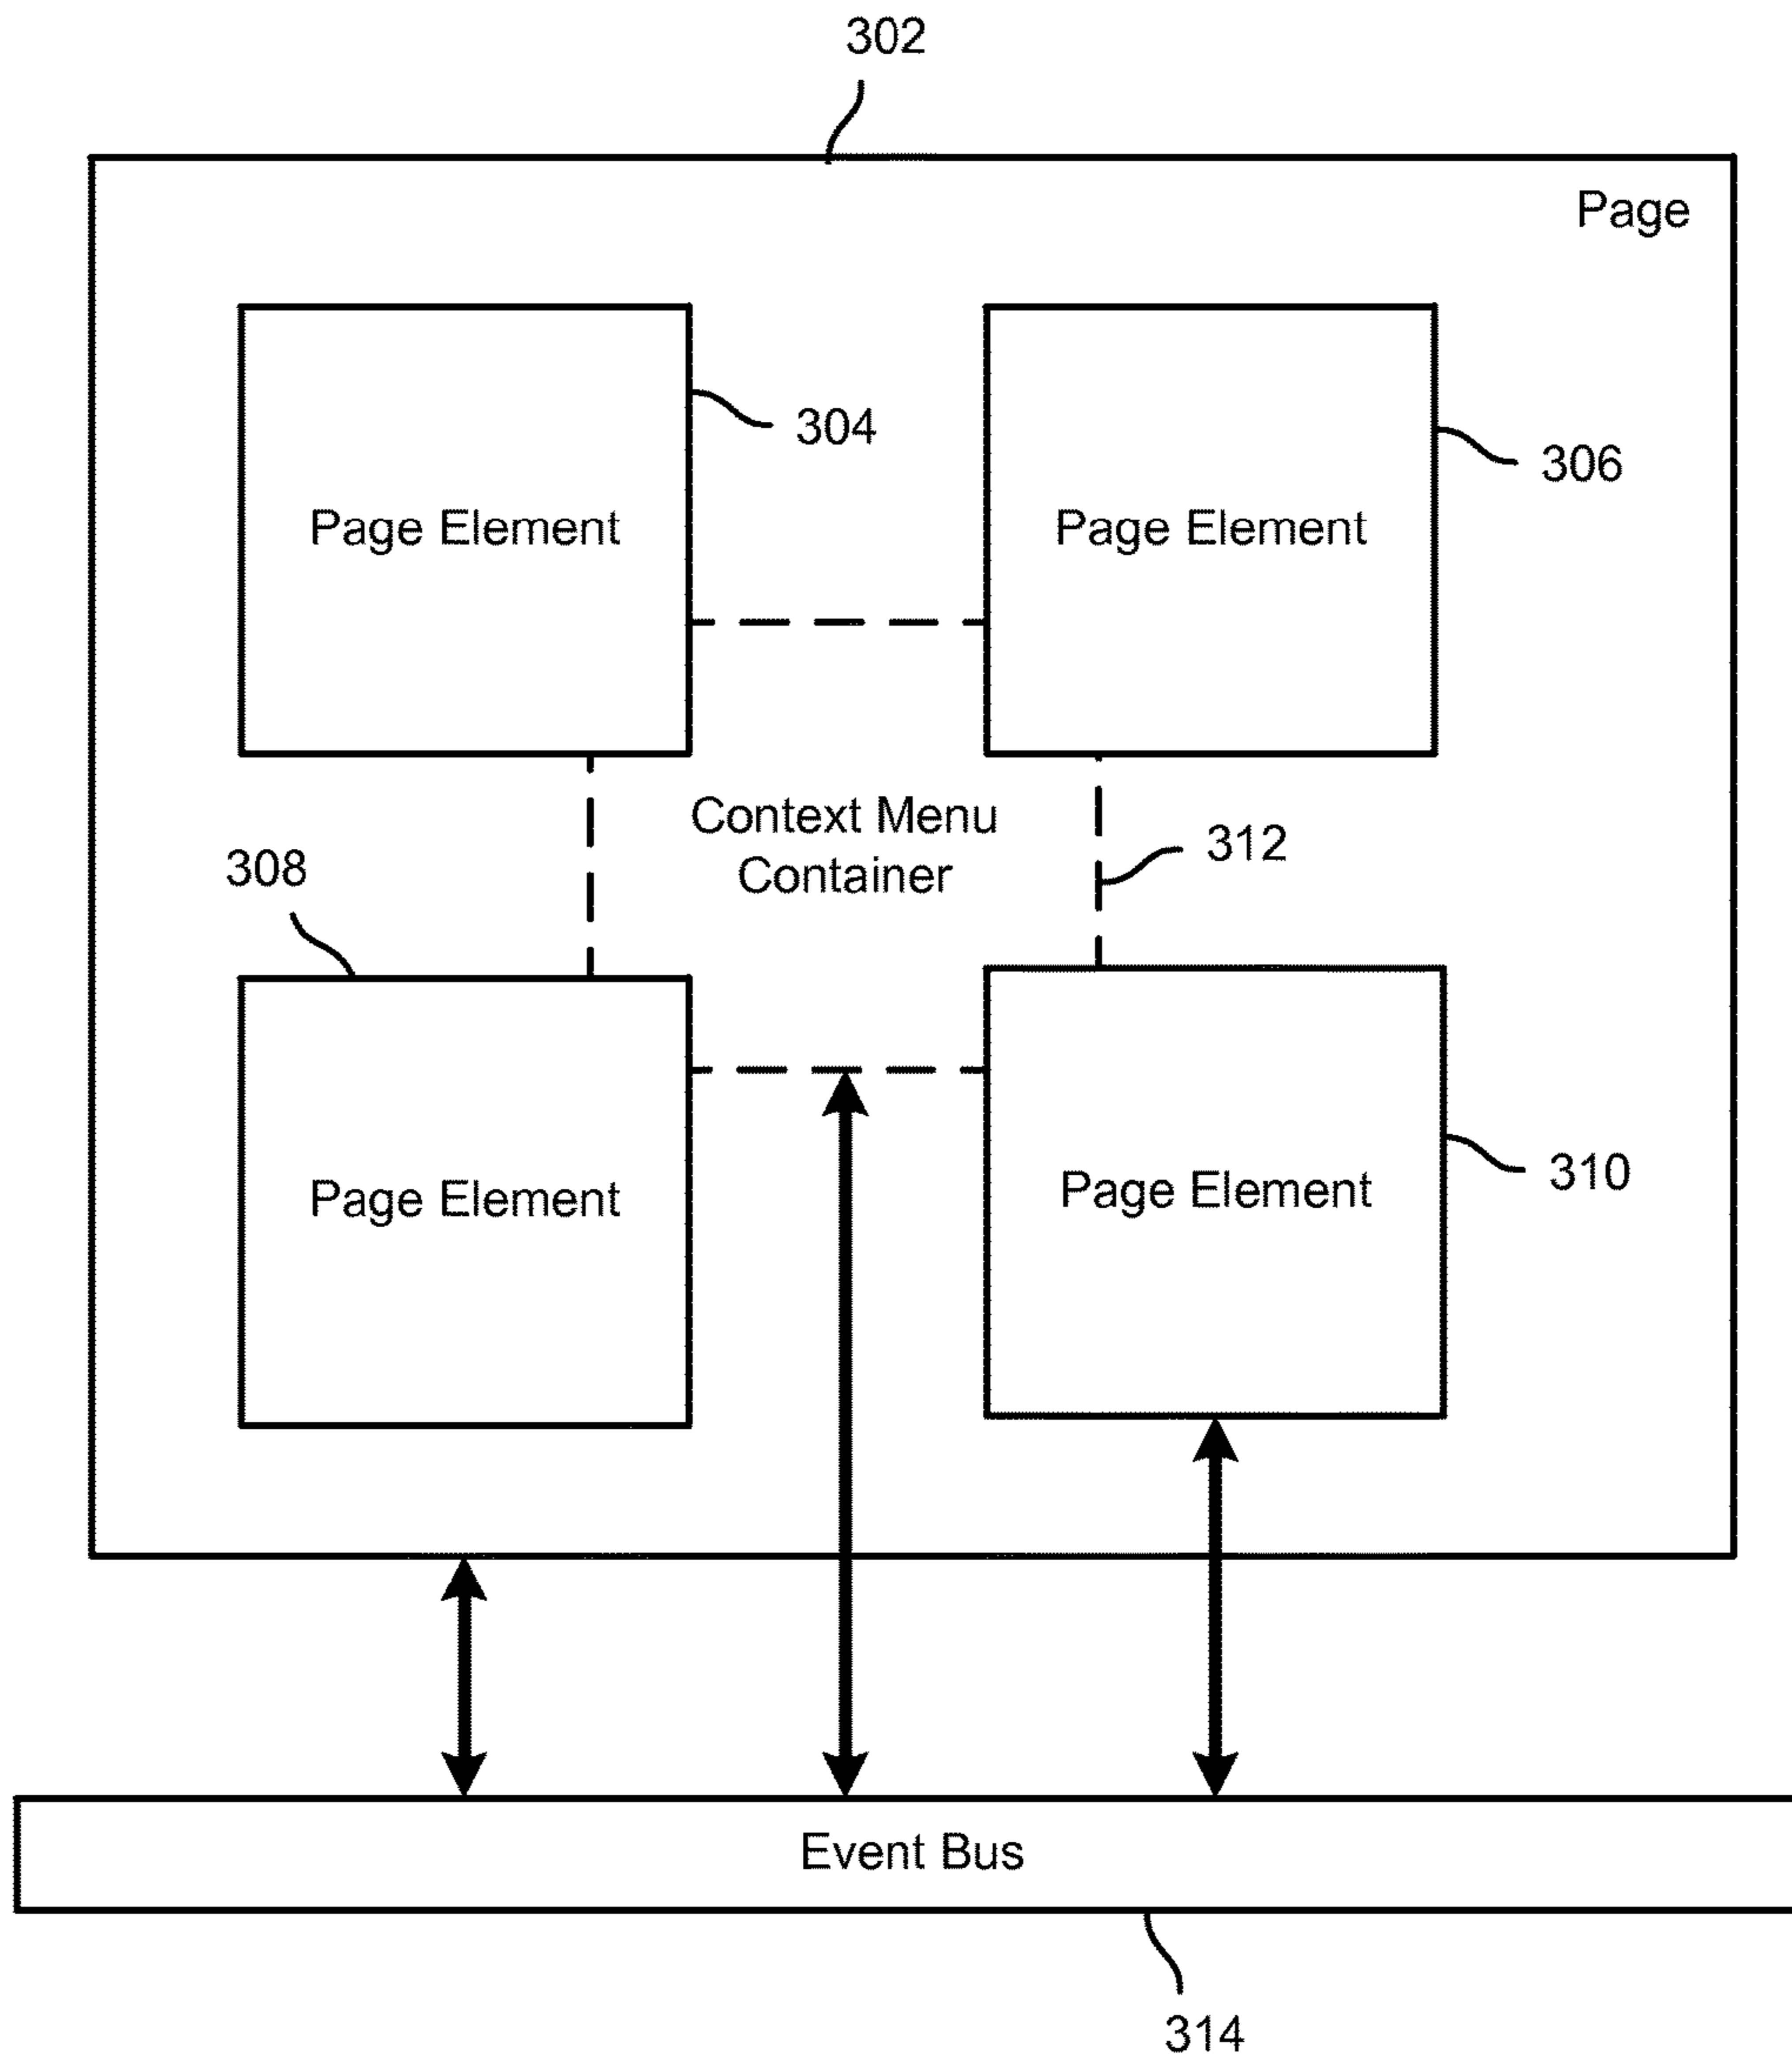 302
Page
304
306
Page Element
Page Element
Context Menu
Container
312
308
310
Page Element
Page Element
Event Bus
314